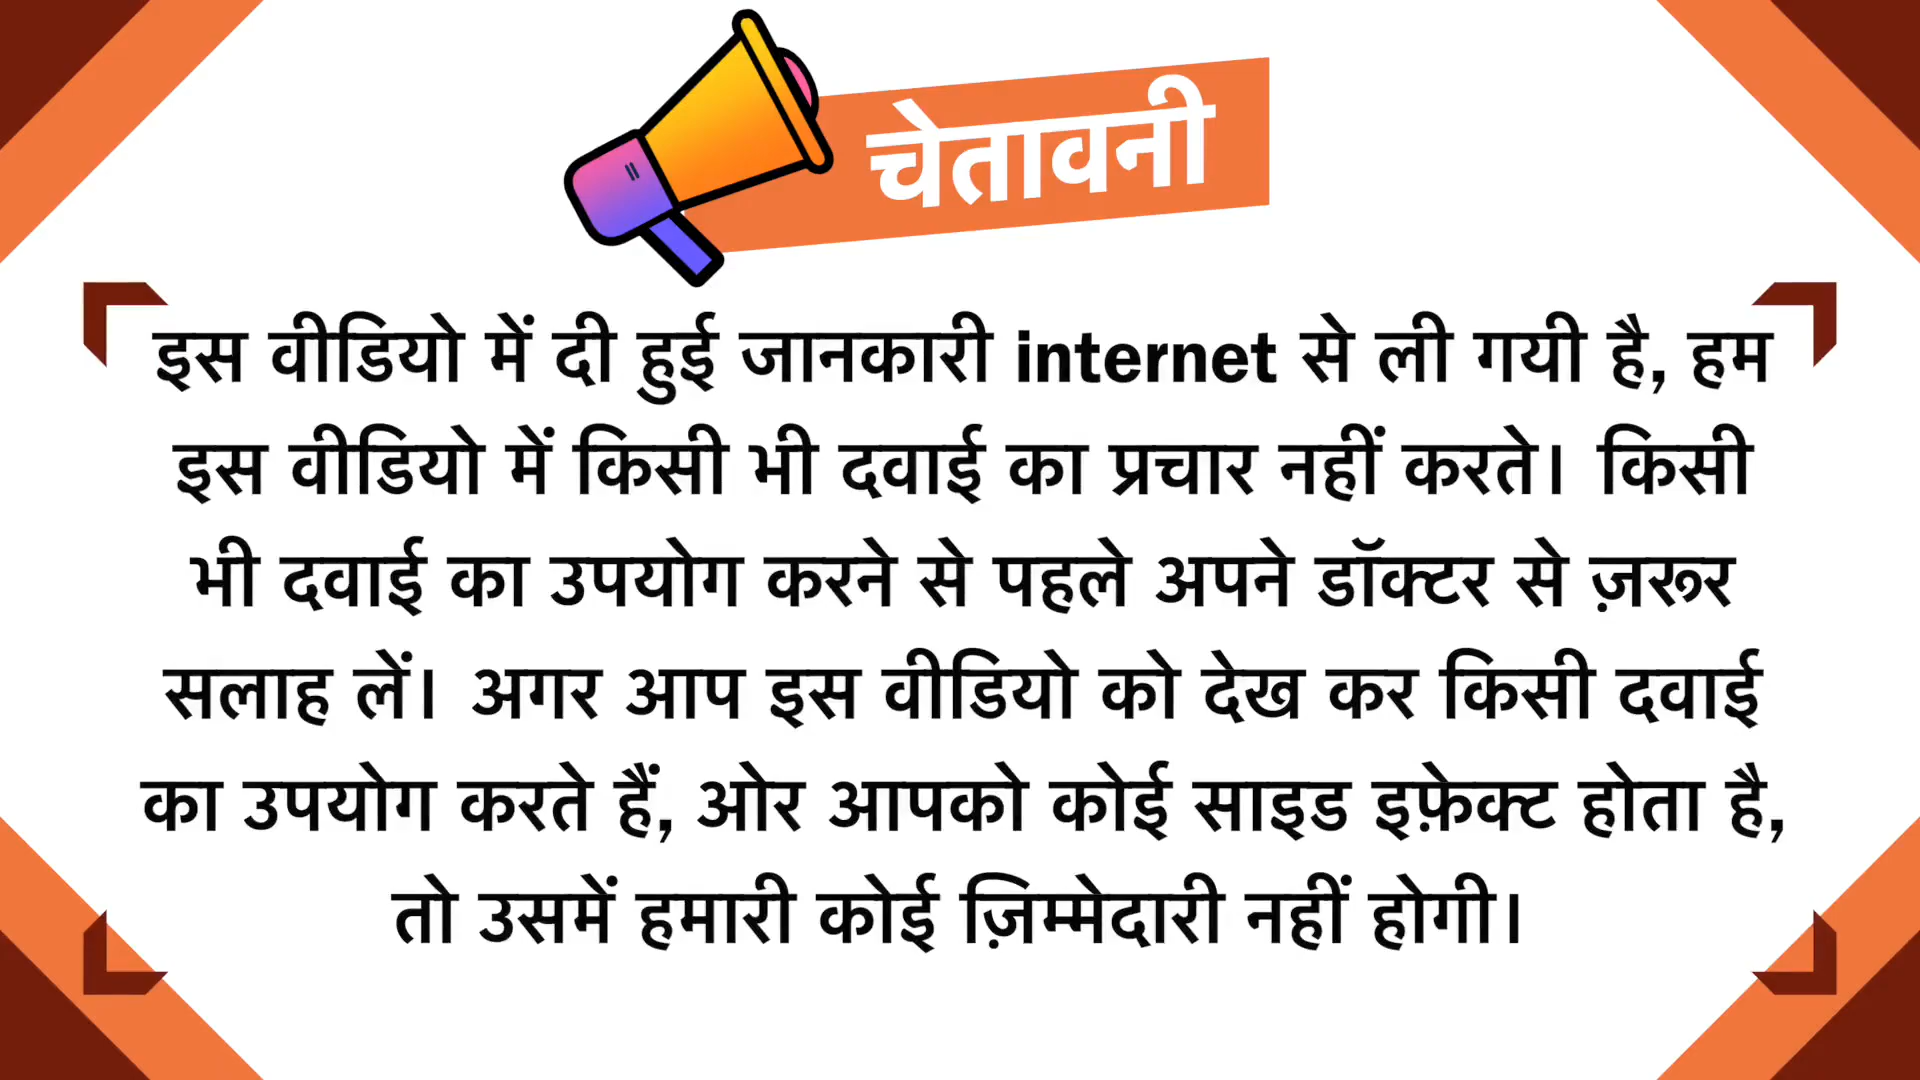 चेतावनी
इस वीडियो में दी हुई जानकारी internet से ली गयी है, हम
इस वीडियो में किसी भी दवाई का प्रचार नहीं करते। किसी
भी दवाई का उपयोग करने से पहले अपने डॉक्टर से ज़रूर
सलाह लें। अगर आप इस वीडियो को देख कर किसी दवाई
का उपयोग करते हैं, ओर आपको कोई साइड इफ़ेक्ट होता है,
तो उसमें हमारी कोई ज़िम्मेदारी नहीं होगी।